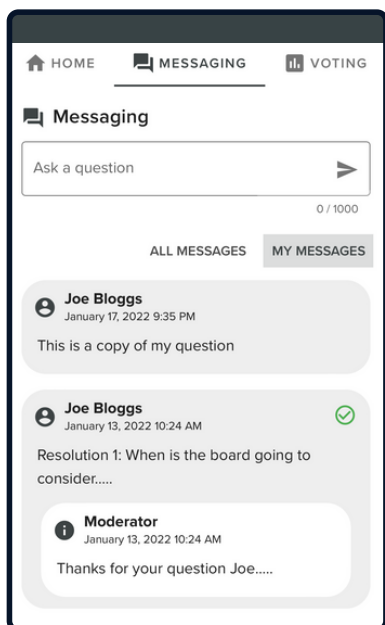 HOME MESSAGING VOTING
Messaging
Ask a question
0 / 1000
ALL MESSAGES MY MESSAGES
Joe Bloggs
January 17, 2022 9:35 PM
This is a copy of my question
Joe Bloggs
January 13, 2022 10:24 AM
Resolution 1: When is the board going to
consider.....
Moderator
January 13, 2022 10:24 AM
Thanks for your question Joe.....